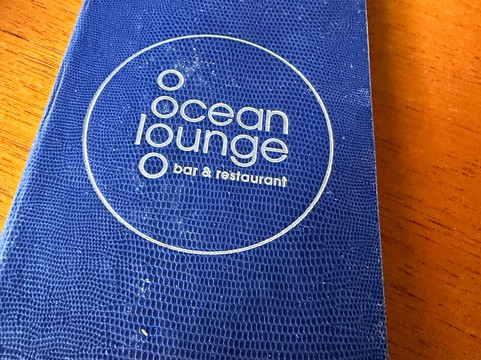 ocean
lounge
bar & restaurant